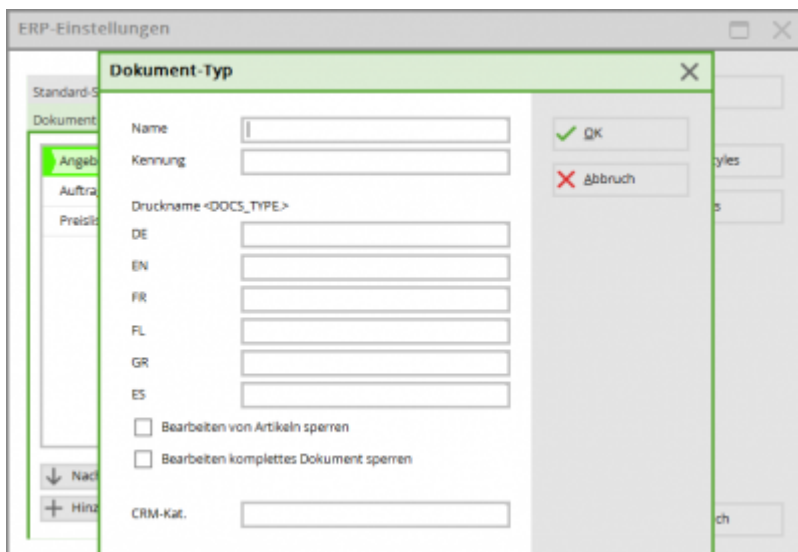 ERP-Einstellungen
Dokument-Typ
Standard-S
Dokument
Name
Kennung
OK
Abbruch
Angeb
Auftra
Preislis
yles
s
Druckname <DOCS_TYPE.>
DE
EN
FR
FL
GR
ES
Bearbeiten von Artikeln sperren
Bearbeiten komplettes Dokument sperren
Nach
Hinz
CRM-Kat.
ch